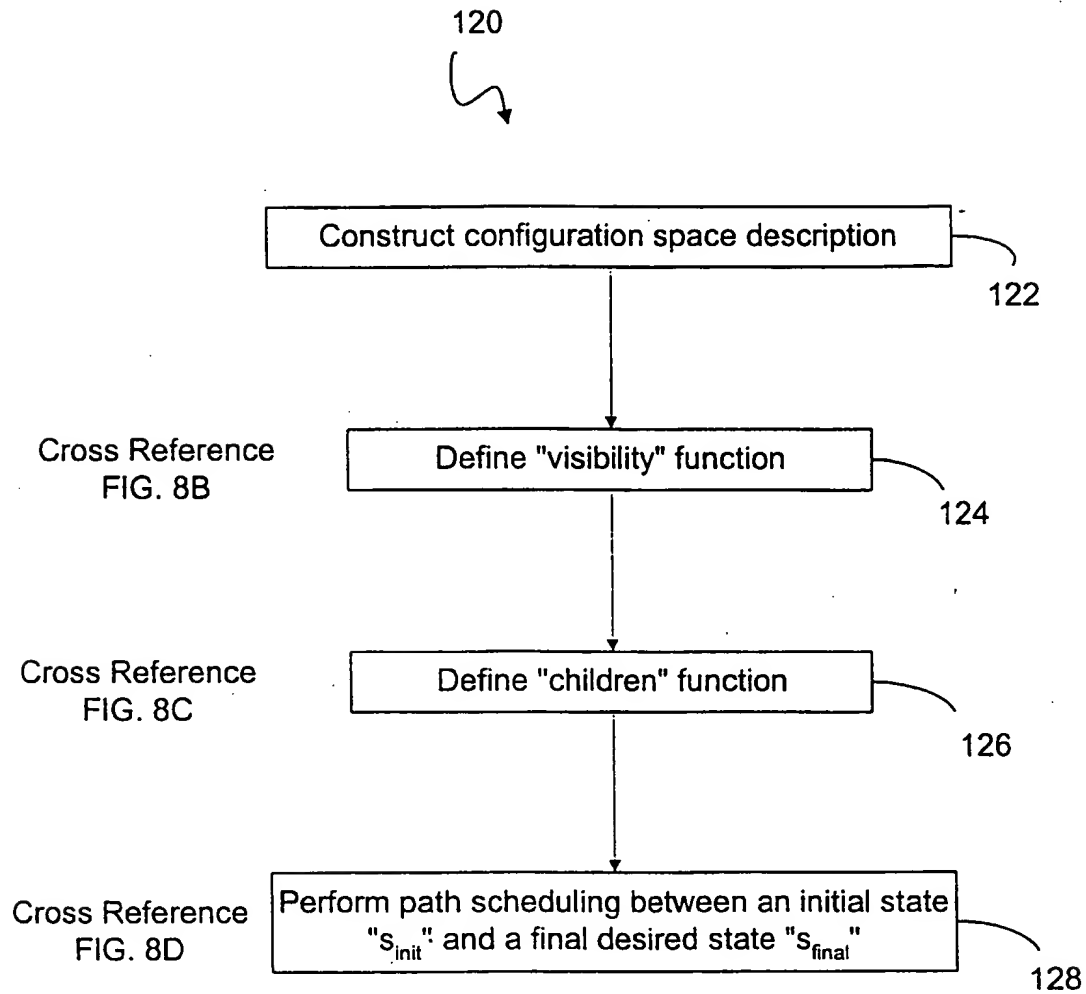 120
Construct configuration space description
122
Cross Reference
FIG. 8B
Define "visibility" function
124
Cross Reference
FIG. 8C
Define "children" function
126
Cross Reference
FIG. 8D
Perform path scheduling between an initial state
"s_init" and a final desired state "s_final"
128